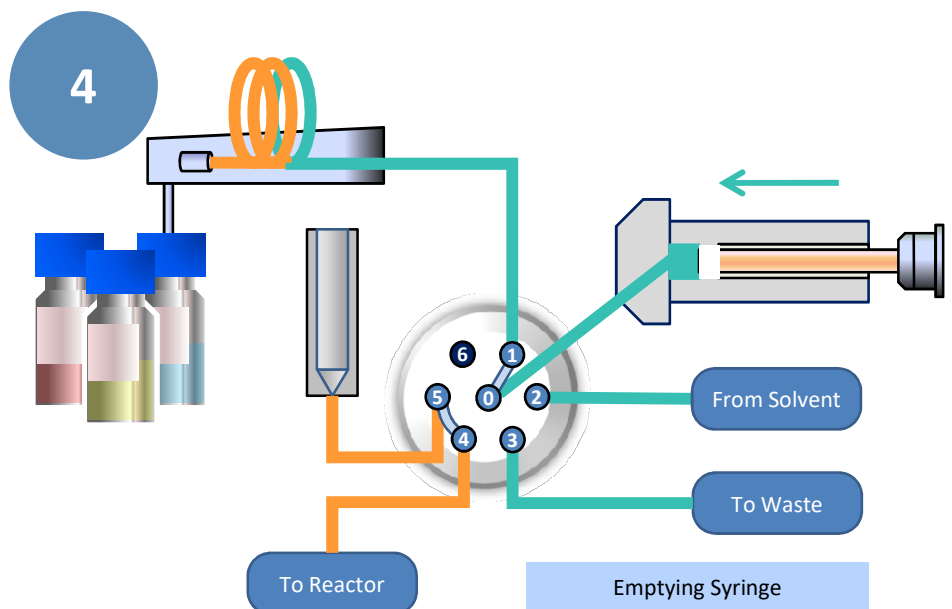 4
6
1
5
0
2
From Solvent
4
3
To Waste
To Reactor
Emptying Syringe